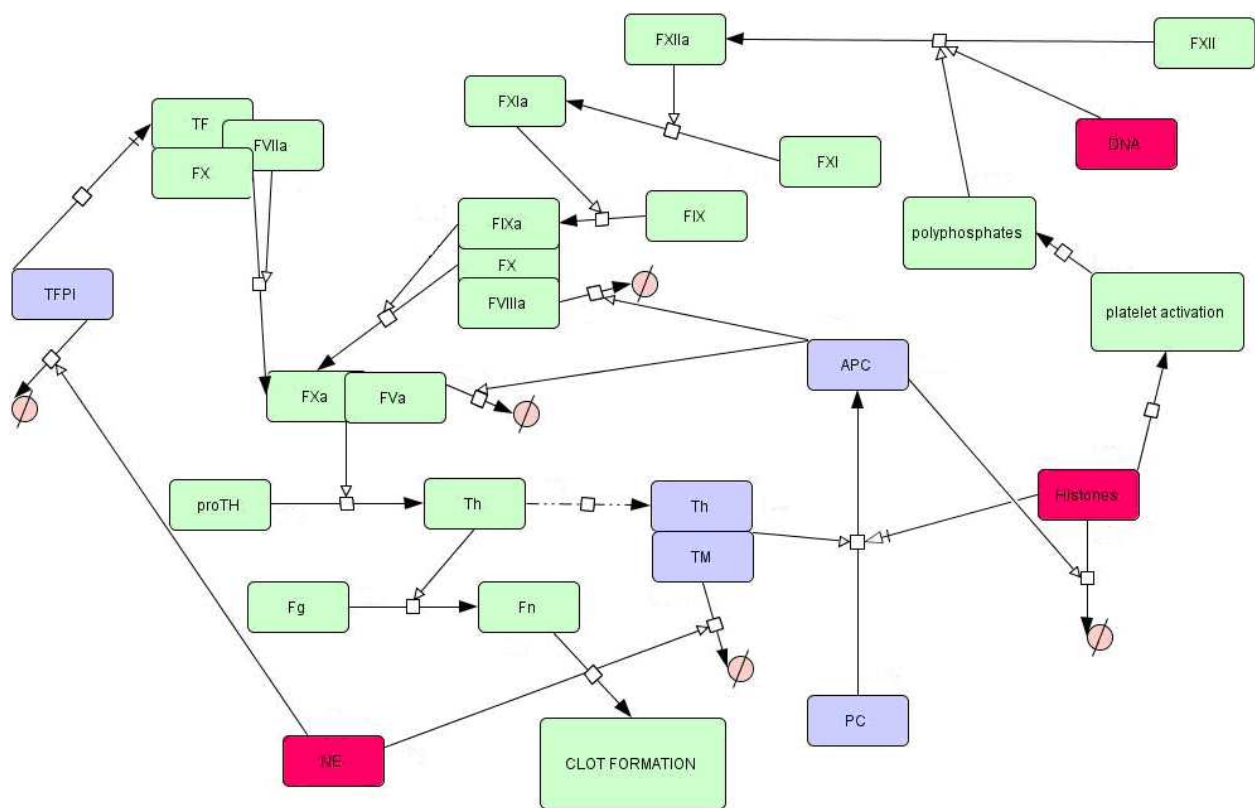 FXIIa
FXII
FXIa
TF
FVIIa
FX
DNA
FXI
FIXa
FIX
FX
FVIIIa
polyphosphates
TFPI
platelet activation
APC
FXa
FVa
proTH
Th
Th
TM
Histones
Fg
Fn
PC
NE
CLOT FORMATION